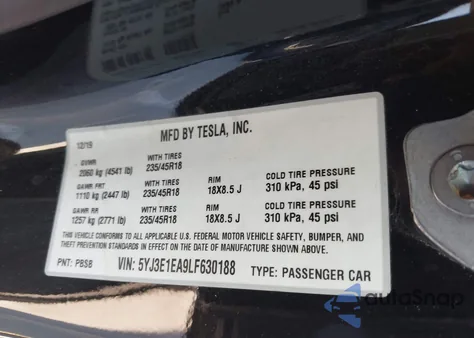 MFD BY TESLA, INC.
10/19
GVWR
2060 kg (4541 lb)
WITH TIRES
235/45R18
GAWR FRT
1110 kg (2447 lb)
WITH TIRES
235/45R18
RIM
18X8.5 J
COLD TIRE PRESSURE
310 kPa, 45 psi
GAWR RR
1257 kg (2771 lb)
WITH TIRES
235/45R18
RIM
18X8.5 J
COLD TIRE PRESSURE
310 kPa, 45 psi
THIS VEHICLE CONFORMS TO ALL APPLICABLE U.S. FEDERAL MOTOR VEHICLE SAFETY, BUMPER, AND
THEFT PREVENTION STANDARDS IN EFFECT ON THE DATE OF MANUFACTURE SHOWN ABOVE.
PNT: PBSB VIN: 5YJ3E1EA9LF630188 TYPE: PASSENGER CAR
autoSnap